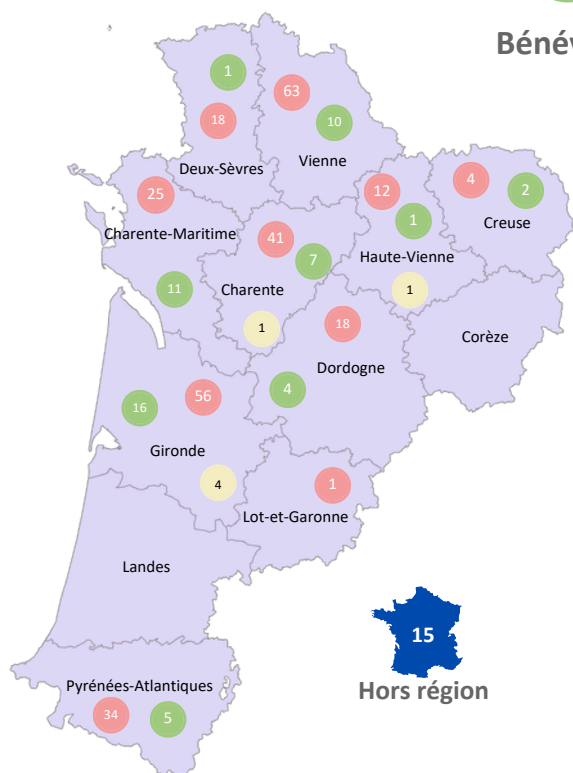 Bénév
1
63
18
10
Deux-Sèvres
Vienne
25
12
4
2
1
Creuse
Charente-Maritime
41
7
Haute-Vienne
11
Charente
1
1
18
Corèze
Dordogne
4
56
16
Gironde
4
1
Lot-et-Garonne
Landes
15
Hors région
Pyrénées-Atlantiques
34
5